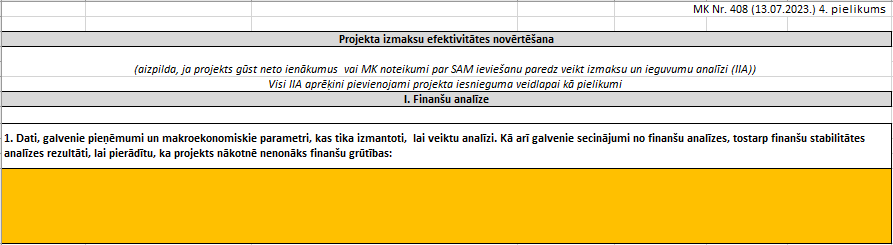 MK Nr. 408 (13.07.2023.) 4. pielikums
Projekta izmaksu efektivitātes novērtēšana
(aizpilda, ja projekts gūst neto ienākumus vai MK noteikumi par SAM ieviešanu paredz veikt izmaksu un ieguvumu analīzi (IIA))
Visi IIA aprēķini pievienojami projekta iesnieguma veidlapai kā pielikumi
I. Finanšu analīze
1. Dati, galvenie pieņēmumi un makroekonomiskie parametri, kas tika izmantoti, lai veiktu analīzi. Kā arī galvenie secinājumi no finanšu analīzes, tostarp finanšu stabilitātes
analīzes rezultāti, lai pierādītu, ka projekts nākotnē nenonāks finanšu grūtības: